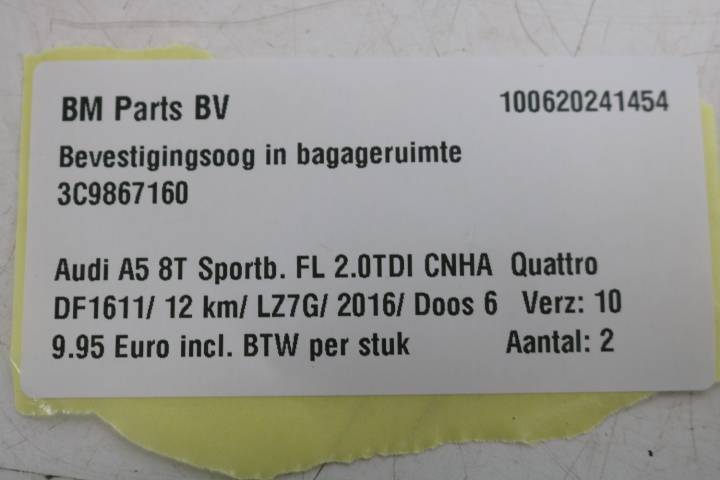 BM Parts BV 100620241454
Bevestigingsoog in bagageruimte
3C9867160
Audi A5 8T Sportb. FL 2.0TDI CNHA Quattro
DF1611/ 12 km/ LZ7G/ 2016/ Doos 6 Verz: 10
9.95 Euro incl. BTW per stuk Aantal: 2